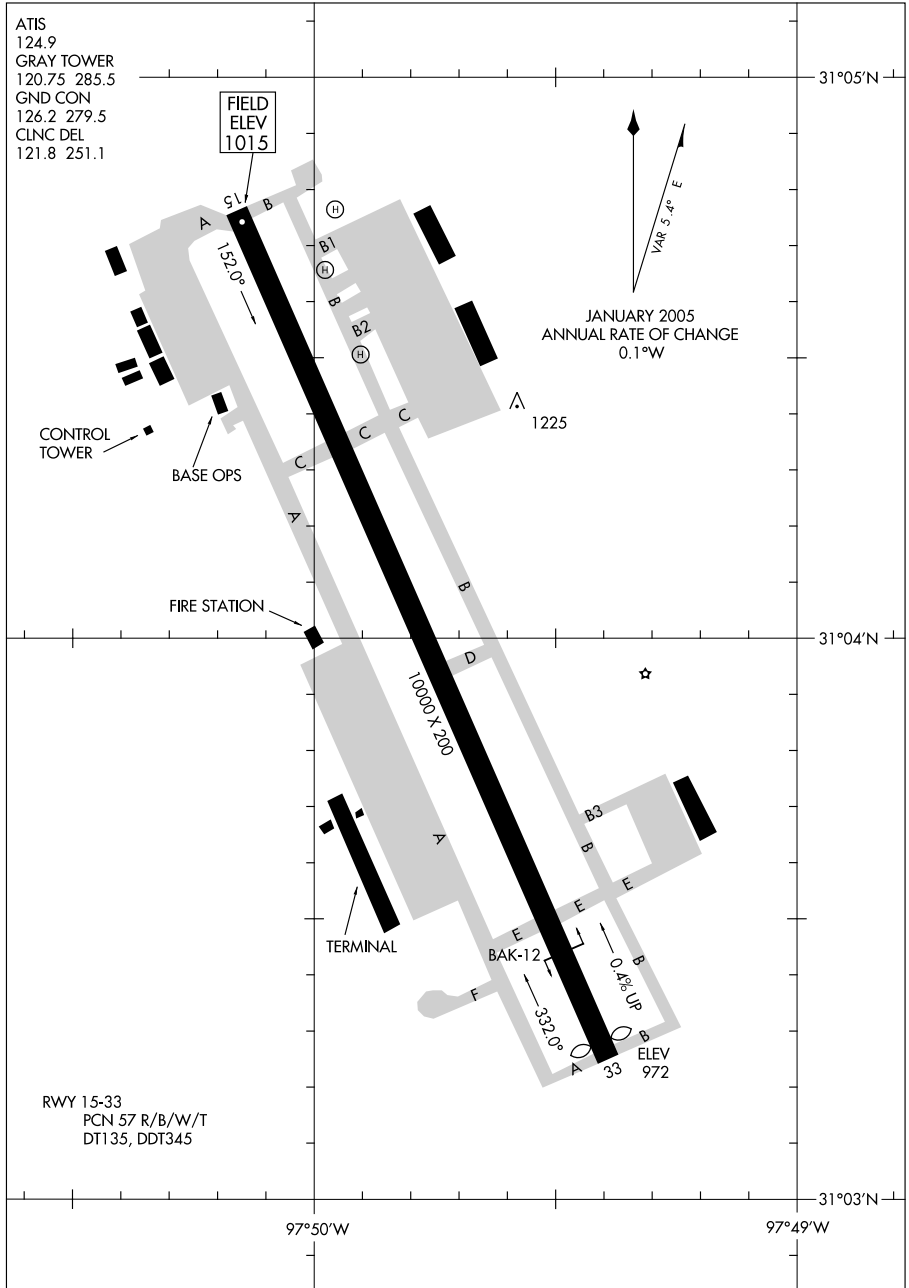 ATIS
124.9
GRAY TOWER
120.75 285.5
GND CON
126.2 279.5
CLNC DEL
121.8 251.1
31°05'N
FIELD
ELEV
1015
VAR 5.4° E
JANUARY 2005
ANNUAL RATE OF CHANGE
0.1°W
15
A
B
H
B1
152.0°
H
B
B2
H
1225
C
C
C
CONTROL
TOWER
BASE OPS
A
B
FIRE STATION
31°04'N
D
10000 X 200
B3
A
B
E
E
E
TERMINAL
BAK-12
B
0.4% UP
F
332.0°
B
A
33
ELEV
972
RWY 15-33
PCN 57 R/B/W/T
DT135, DDT345
31°03'N
97°50'W
97°49'W